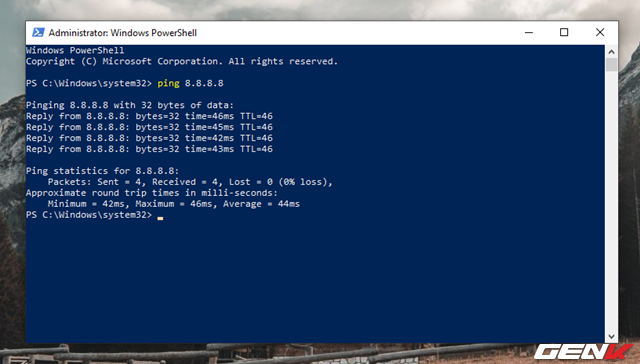 Administrator: Windows PowerShell
Windows PowerShell
Copyright (C) Microsoft Corporation. All rights reserved.
PS C:\Windows\system32> ping 8.8.8.8
Pinging 8.8.8.8 with 32 bytes of data:
Reply from 8.8.8.8: bytes=32 time=46ms TTL=46
Reply from 8.8.8.8: bytes=32 time=45ms TTL=46
Reply from 8.8.8.8: bytes=32 time=42ms TTL=46
Reply from 8.8.8.8: bytes=32 time=43ms TTL=46
Ping statistics for 8.8.8.8:
    Packets: Sent = 4, Received = 4, Lost = 0 (0% loss),
Approximate round trip times in milli-seconds:
    Minimum = 42ms, Maximum = 46ms, Average = 44ms
PS C:\Windows\system32> _
GENK